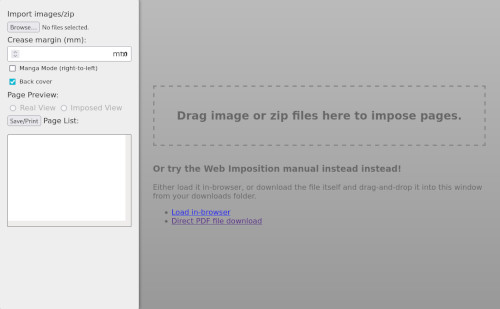 Import images/zip
Browse... No files selected.
Crease margin (mm):
mm
Manga Mode (right-to-left)
Back cover
Page Preview:
Real View Imposed View
Save/Print Page List:
Drag image or zip files here to impose pages.
Or try the Web Imposition manual instead instead!
Either load it in-browser, or download the file itself and drag-and-drop it into this window
from your downloads folder.
Load in-browser
Direct PDF file download